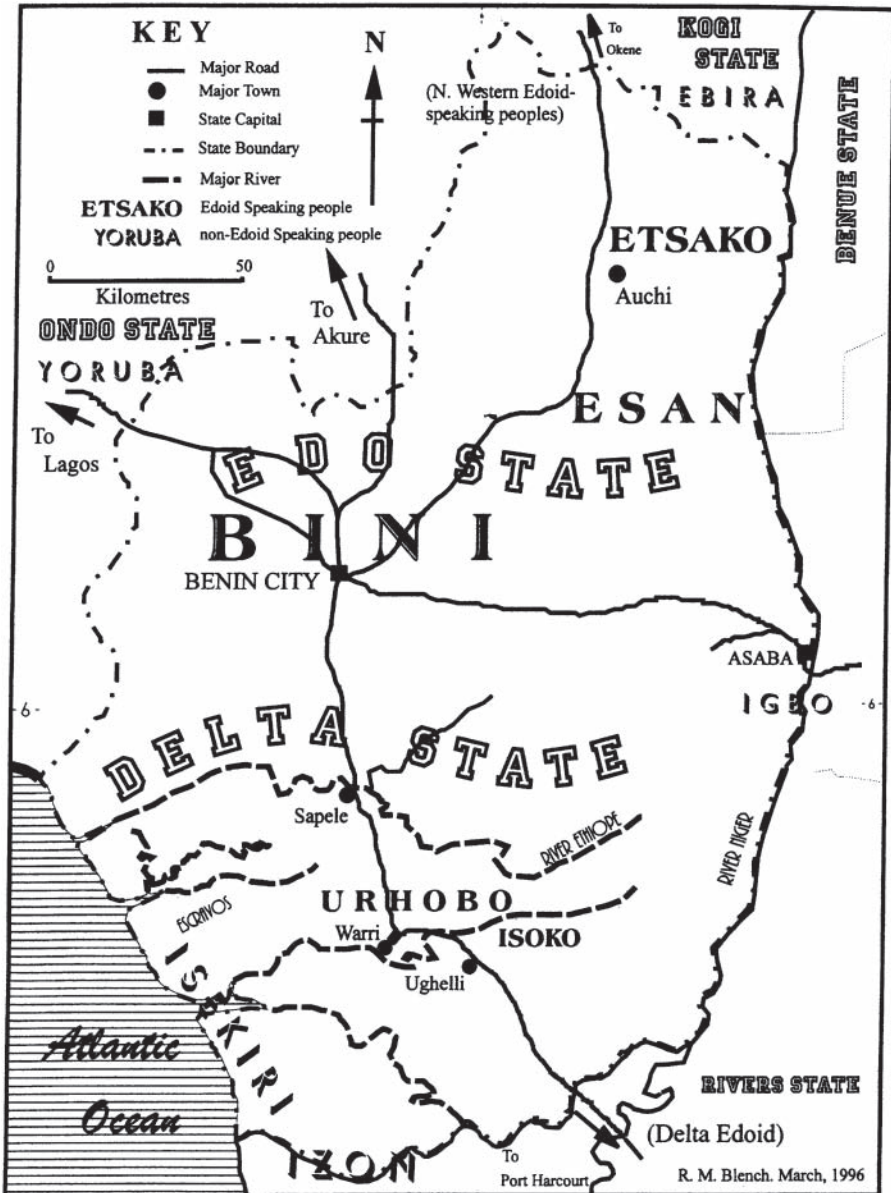 KEY
Major Road
Major Town
State Capital
State Boundary
Major River
ETSAKO Edoid Speaking people
YORUBA non-Edoid Speaking people
0 50
Kilometres
N
To
Okene
KOGI
STATE
EBIRA
(N. Western Edoid-
speaking peoples)
BENUE STATE
ETSAKO
Auchi
To
Akure
ONDO STATE
YORUBA
To
Lagos
ESAN
EDO STATE
BINI
BENIN CITY
ASABA
IGBO
-6-
-6-
DELTA STATE
Sapele
RIVER ETHIOPE
RIVER NIGER
URHOBO
ESCRAVOS
Warri
ISOKO
Ughelli
ISEKIRI
Atlantic
Ocean
IZON
RIVERS STATE
(Delta Edoid)
To
Port Harcourt
R. M. Blench. March, 1996